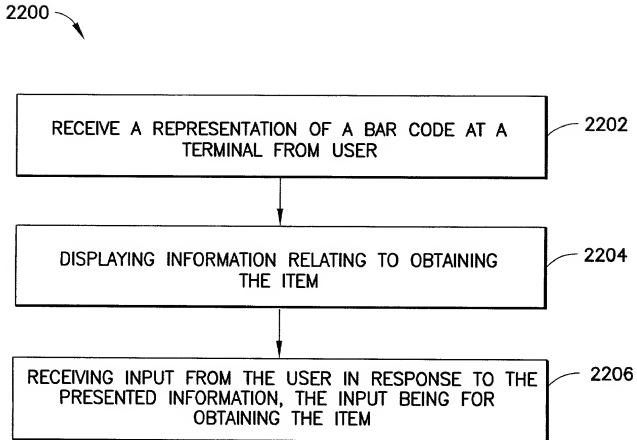 2200
RECEIVE A REPRESENTATION OF A BAR CODE AT A
TERMINAL FROM USER
2202
DISPLAYING INFORMATION RELATING TO OBTAINING
THE ITEM
2204
RECEIVING INPUT FROM THE USER IN RESPONSE TO THE
PRESENTED INFORMATION, THE INPUT BEING FOR
OBTAINING THE ITEM
2206